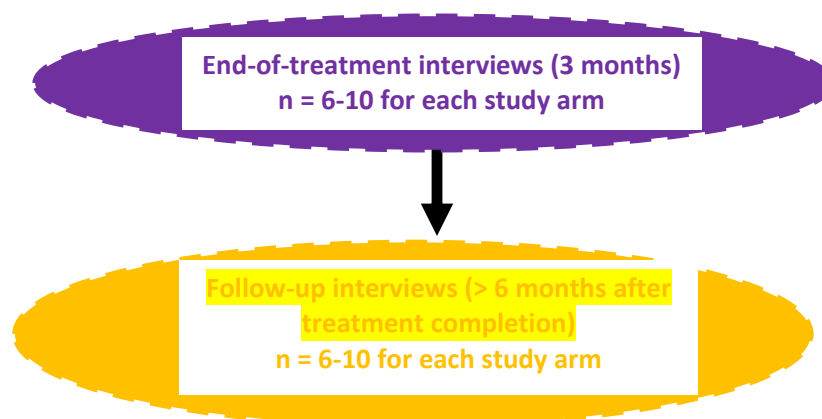 End-of-treatment interviews (3 months)
n = 6-10 for each study arm
Follow-up interviews (> 6 months after
treatment completion)
n = 6-10 for each study arm